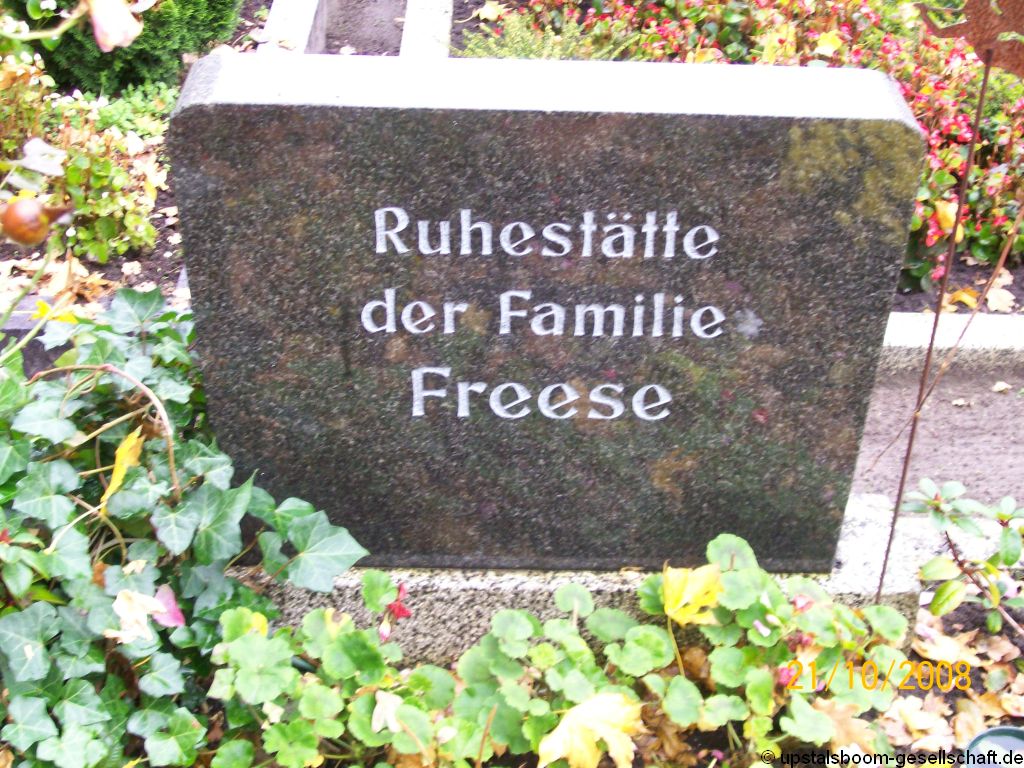 Ruhestätte
der Familie
Freese
21/10/2008
© upstalsboom-gesellschaft.de